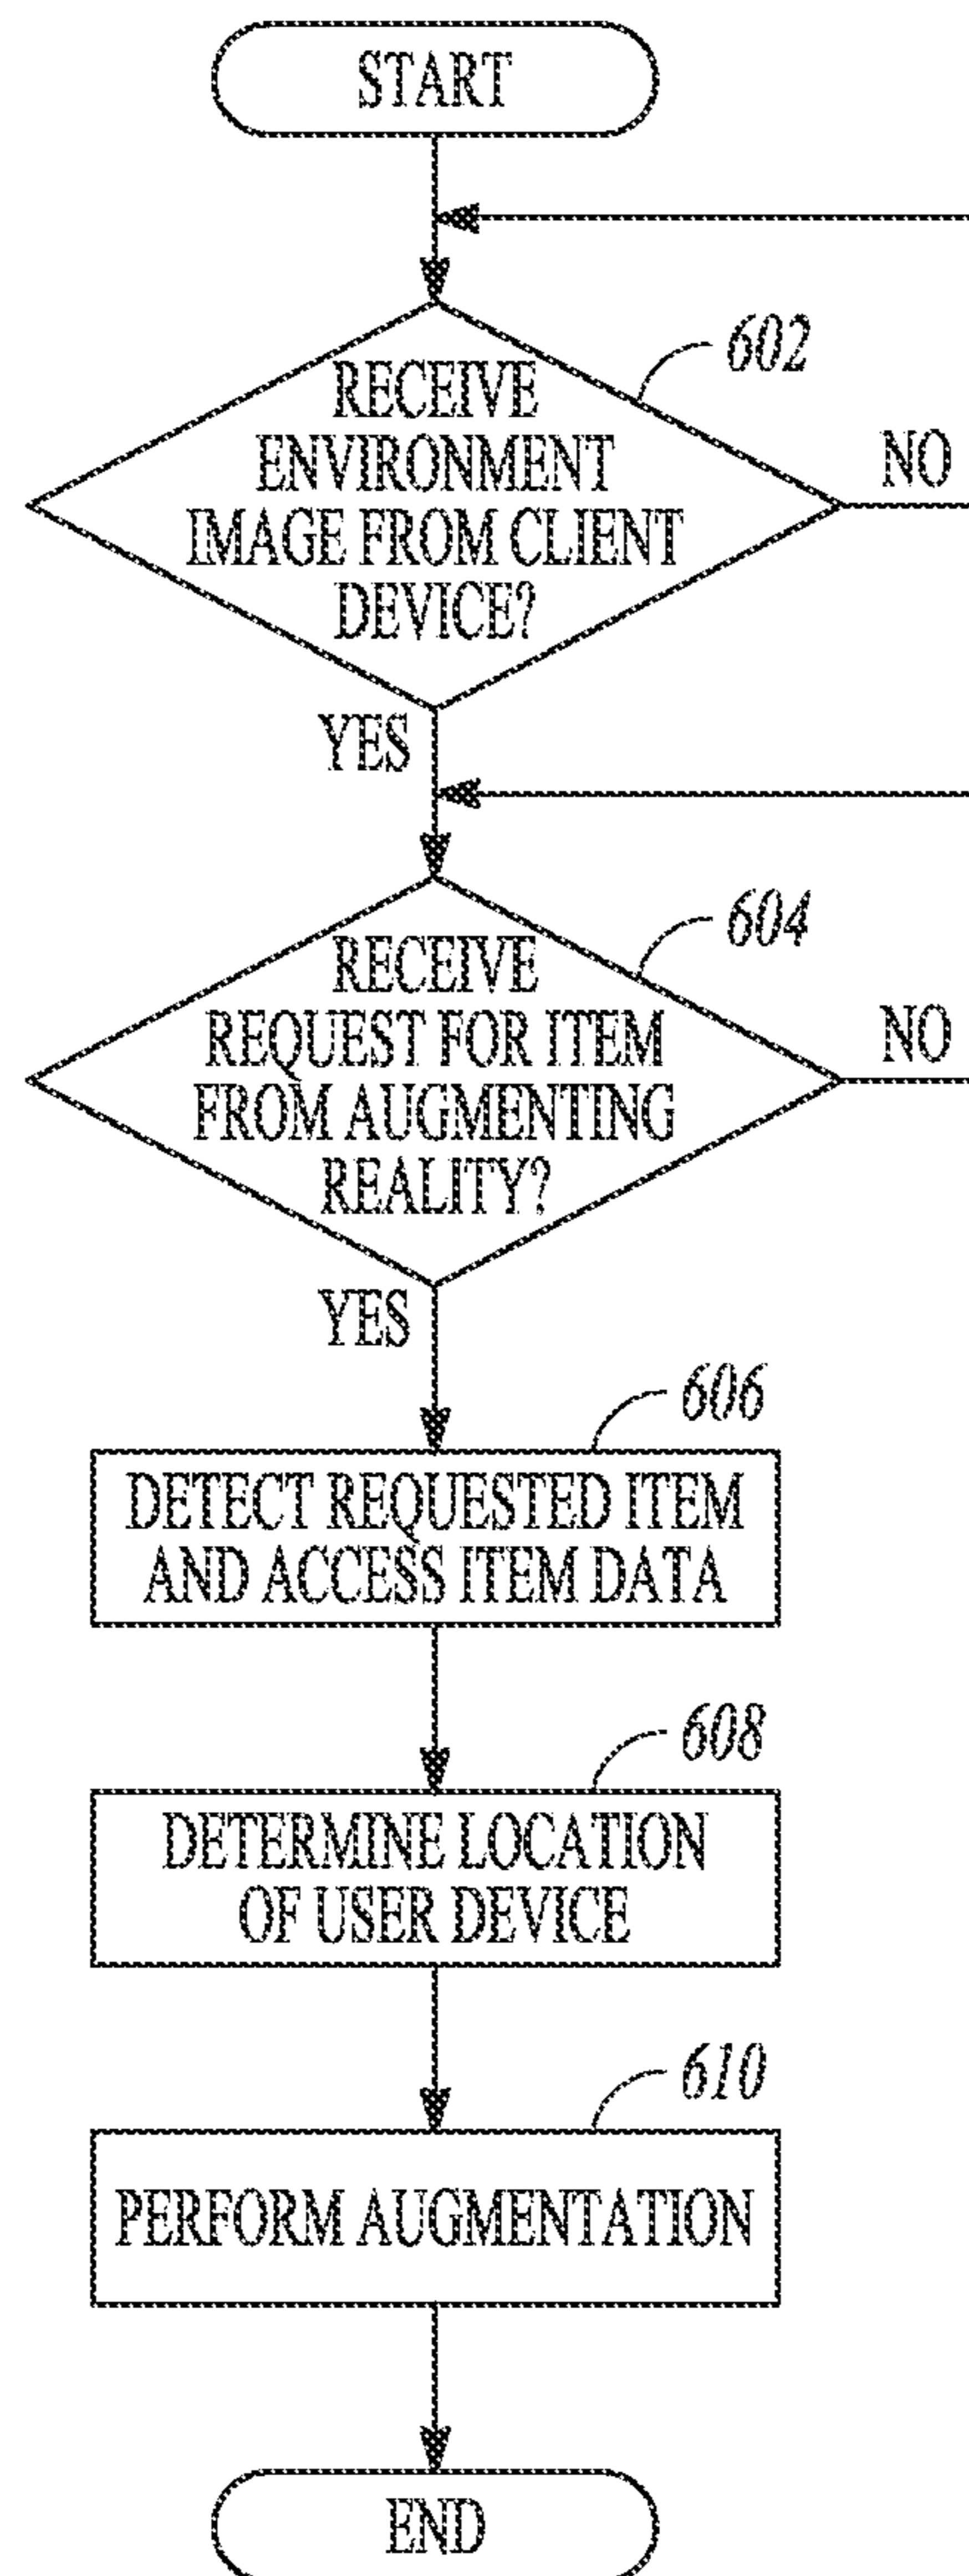 START
602
RECEIVE
ENVIRONMENT
IMAGE FROM CLIENT
DEVICE?
NO
YES
604
RECEIVE
REQUEST FOR ITEM
FROM AUGMENTING
REALITY?
NO
YES
606
DETECT REQUESTED ITEM
AND ACCESS ITEM DATA
608
DETERMINE LOCATION
OF USER DEVICE
610
PERFORM AUGMENTATION
END